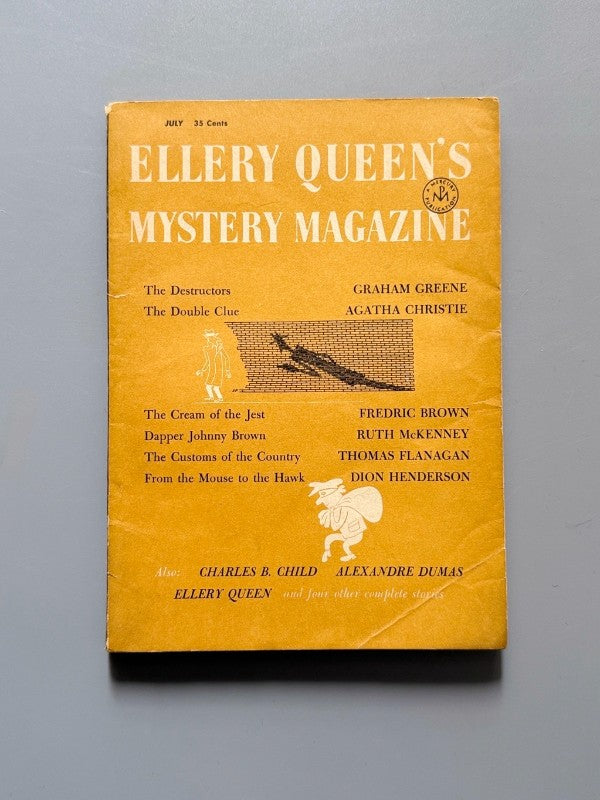 JULY 35 Cents
ELLERY QUEEN'S
MYSTERY MAGAZINE
A MERCURY PUBLICATION
The Destructors GRAHAM GREENE
The Double Clue AGATHA CHRISTIE
The Cream of the Jest FREDRIC BROWN
Dapper Johnny Brown RUTH McKENNEY
The Customs of the Country THOMAS FLANAGAN
From the Mouse to the Hawk DION HENDERSON
Also: CHARLES B. CHILD ALEXANDRE DUMAS
ELLERY QUEEN and four other complete stories